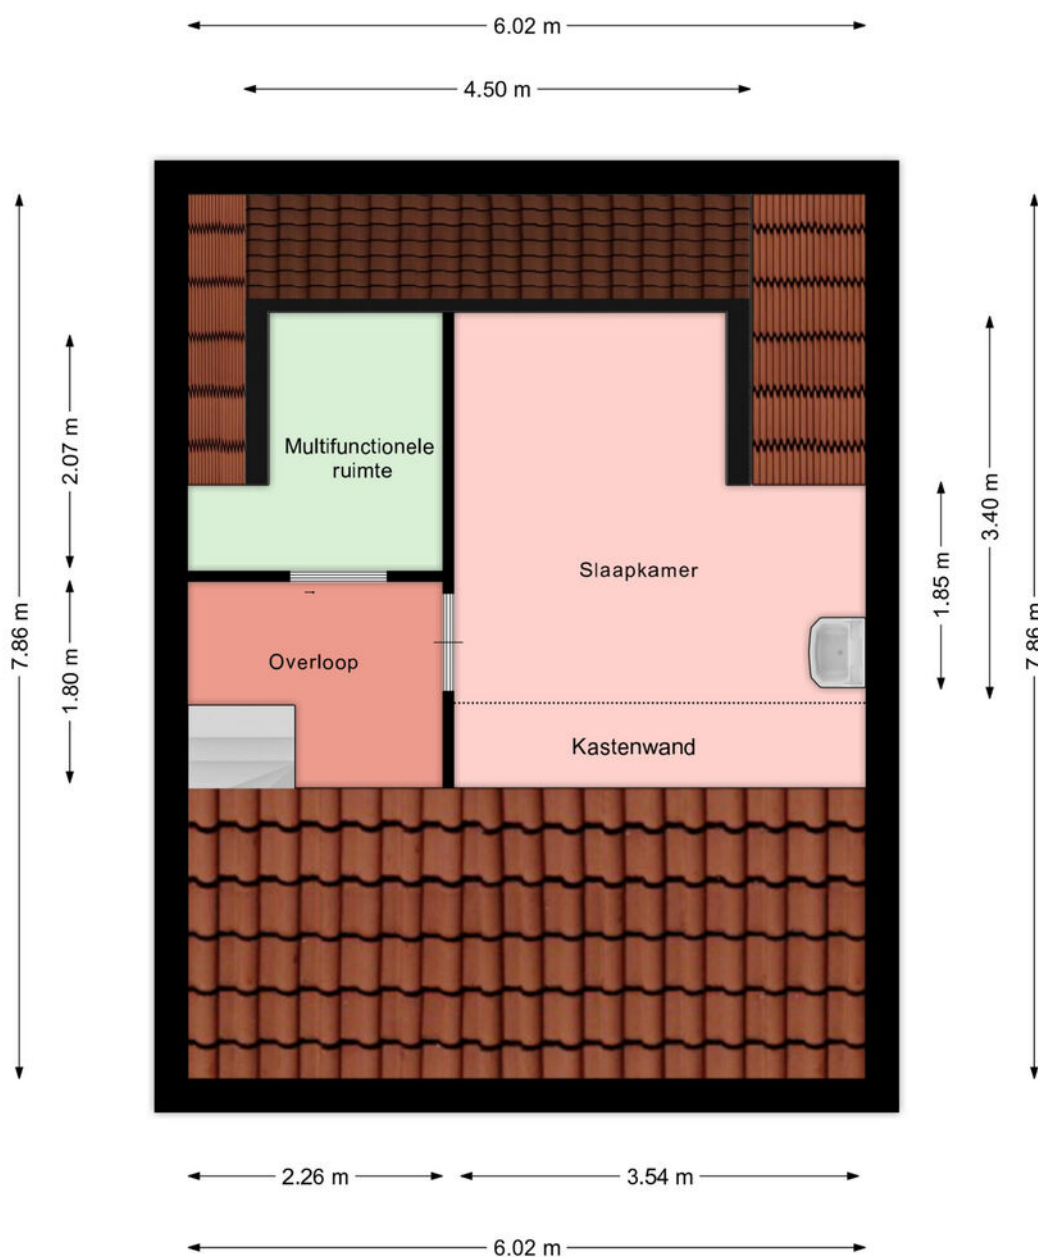 6.02 m
4.50 m
2.07 m
Multifunctionele
ruimte
3.40 m
Slaapkamer
1.85 m
7.86 m
7.86 m
1.80 m
Overloop
Kastenwand
2.26 m
3.54 m
6.02 m